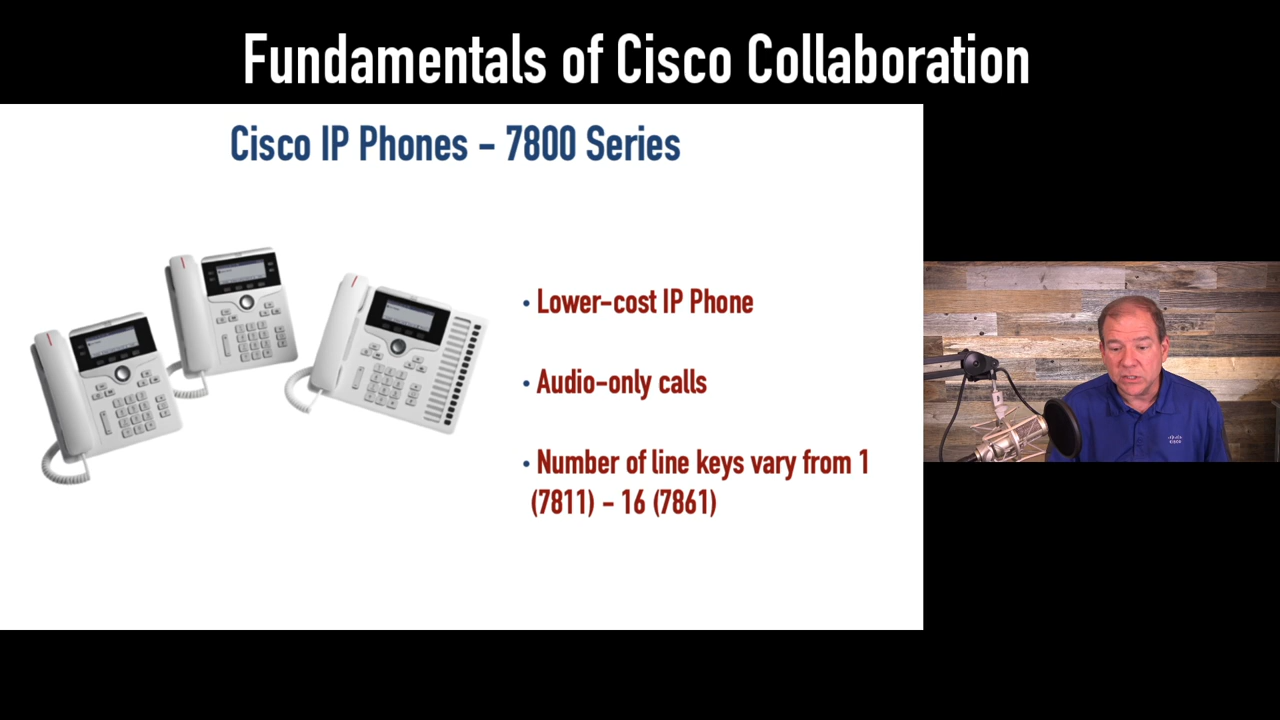 Fundamentals of Cisco Collaboration
Cisco IP Phones – 7800 Series
• Lower-cost IP Phone
• Audio-only calls
• Number of line keys vary from 1
(7811) – 16 (7861)
CISCO